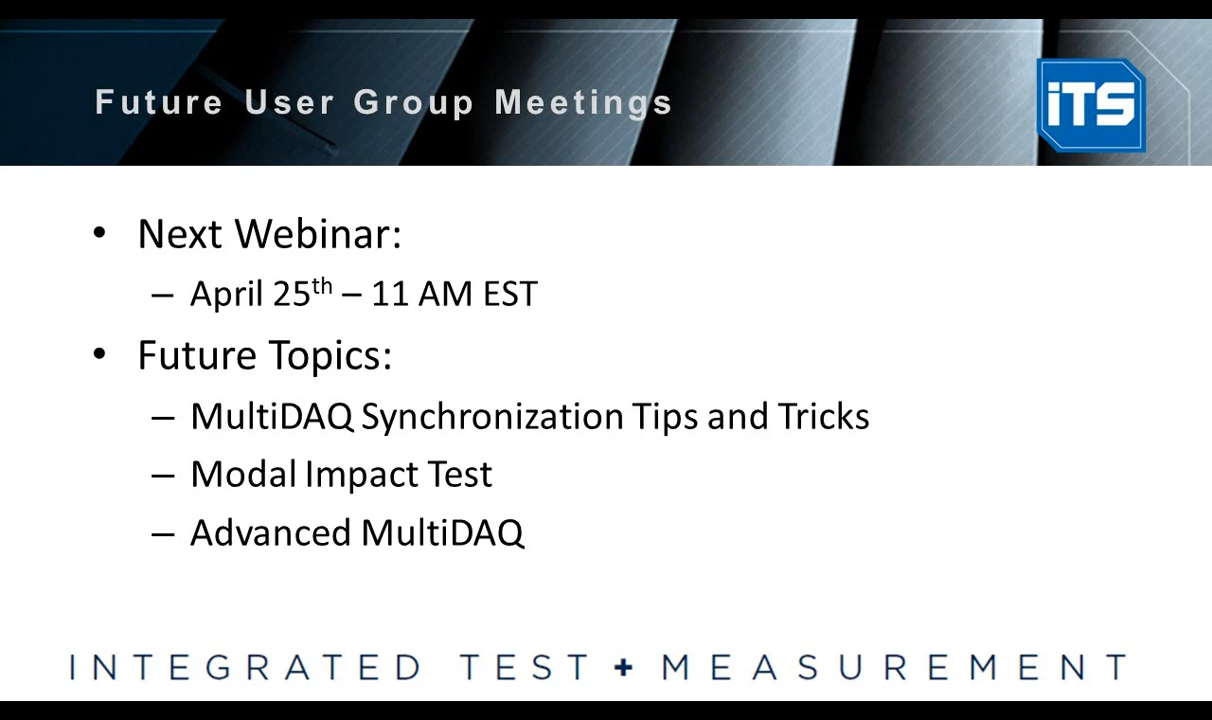 Future User Group Meetings
iTS
• Next Webinar:
– April 25th – 11 AM EST
• Future Topics:
– MultiDAQ Synchronization Tips and Tricks
– Modal Impact Test
– Advanced MultiDAQ
INTEGRATED TEST + MEASUREMENT